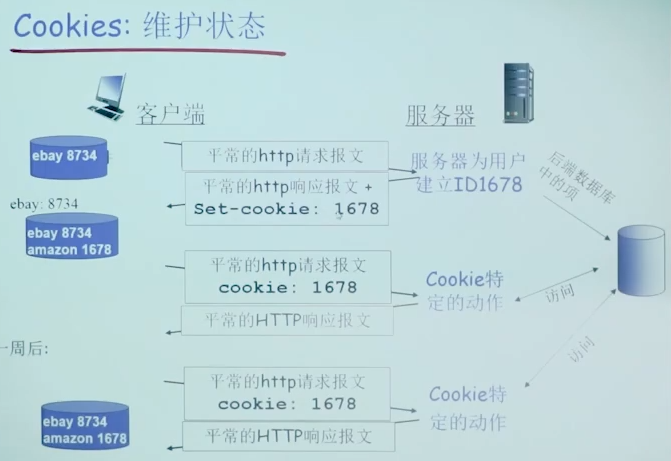 Cookies: 维护状态
客户端
服务器
ebay 8734
平常的http请求报文
服务器为用户
建立ID1678
后端数据库
中的项
平常的http响应报文 +
Set-cookie: 1678
ebay: 8734
ebay 8734
amazon 1678
平常的http请求报文
cookie: 1678
Cookie特
定的动作
访问
平常的HTTP响应报文
一周后:
访问
平常的http请求报文
cookie: 1678
Cookie特
定的动作
ebay 8734
amazon 1678
平常的HTTP响应报文